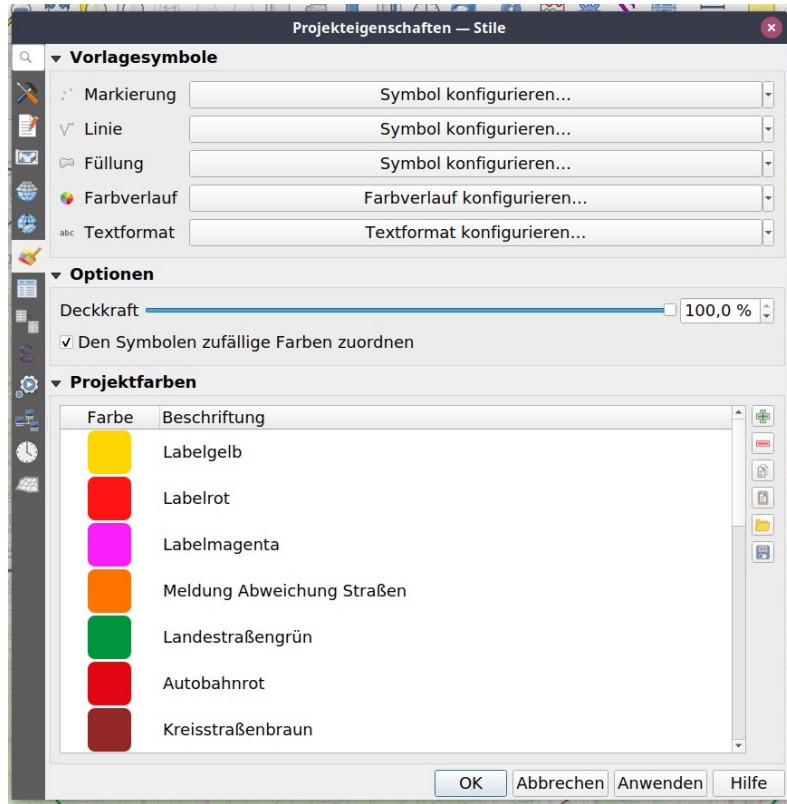 Projekteigenschaften — Stile
Vorlagesymbole
Markierung Symbol konfigurieren...
Linie Symbol konfigurieren...
Füllung Symbol konfigurieren...
Farbverlauf Farbverlauf konfigurieren...
abc Textformat Textformat konfigurieren...
Optionen
Deckkraft 100,0 %
Den Symbolen zufällige Farben zuordnen
Projektfarben
Farbe Beschriftung
Labelgelb
Labelrot
Labelmagenta
Meldung Abweichung Straßen
Landestraßengrün
Autobahnrot
Kreisstraßenbraun
OK Abbrechen Anwenden Hilfe